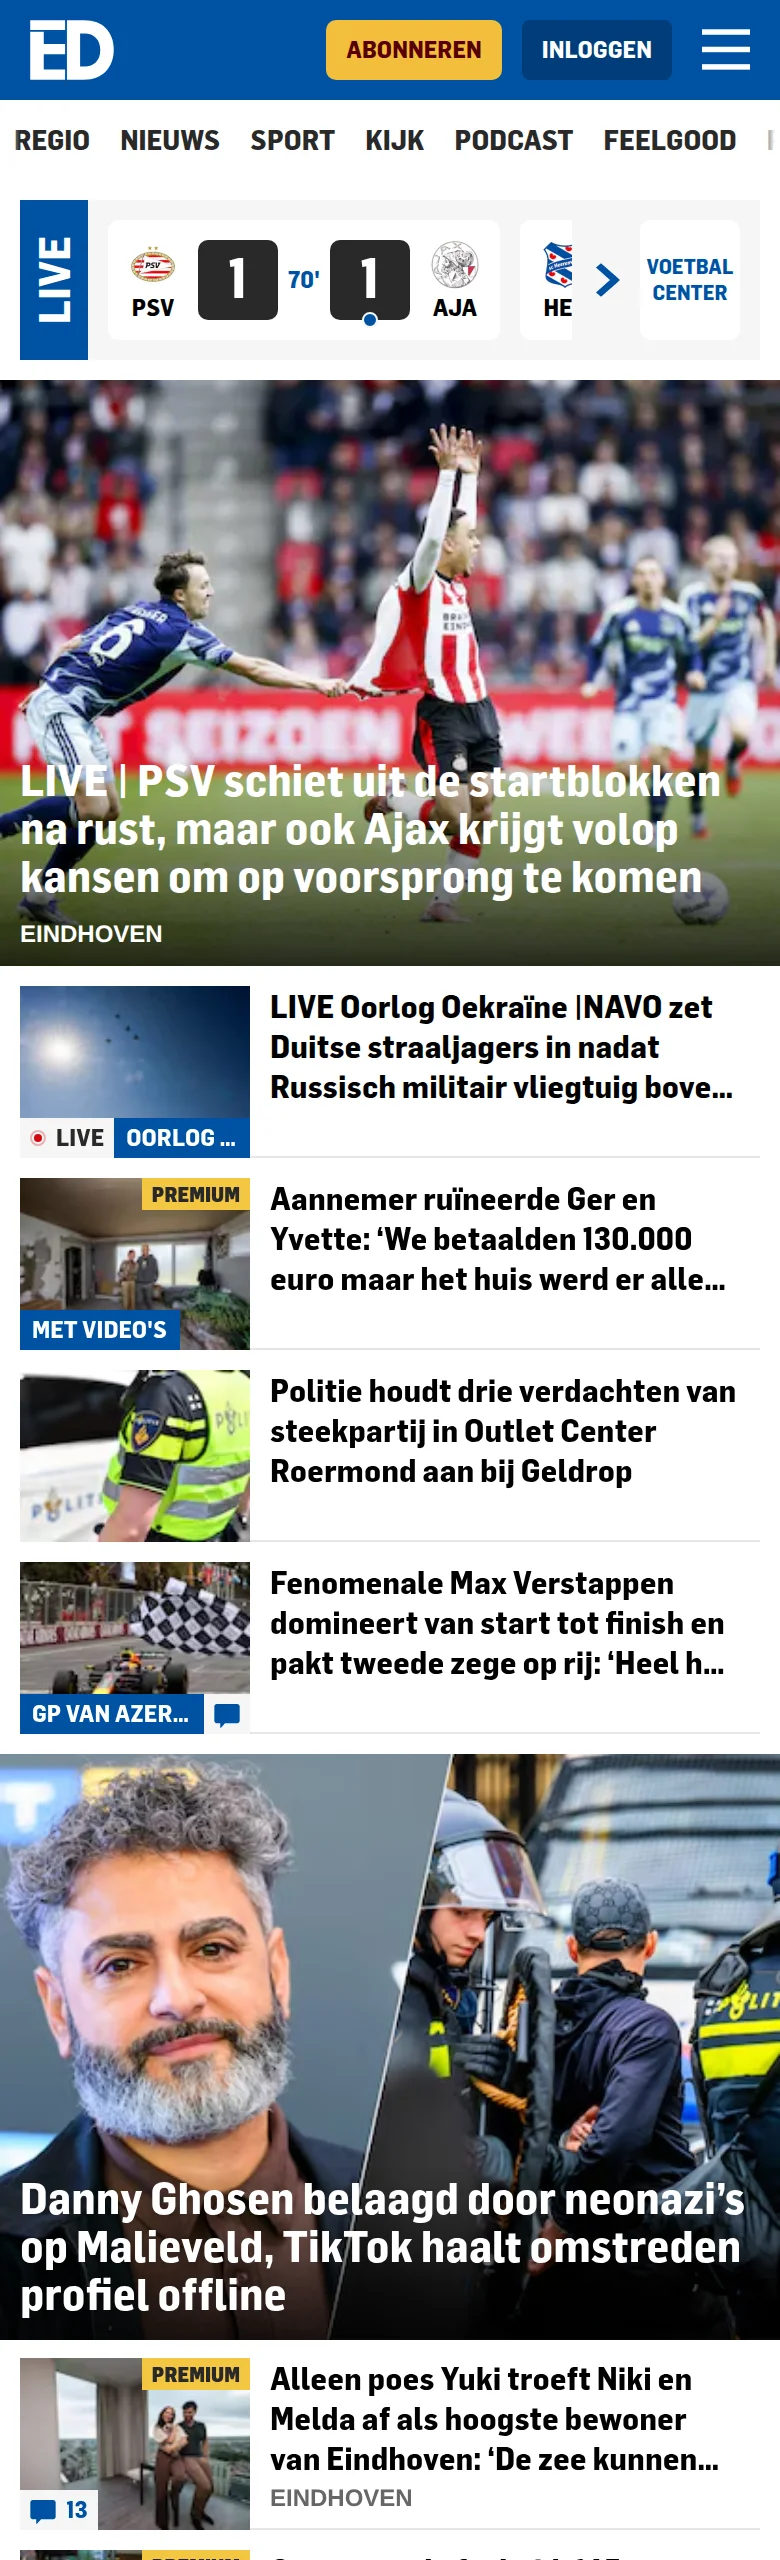 ED
ABONNEREN
INLOGGEN
REGIO NIEUWS SPORT KIJK PODCAST FEELGOOD
LIVE
PSV
1
70'
1
AJA
HE
VOETBAL
CENTER
LIVE | PSV schiet uit de startblokken
na rust, maar ook Ajax krijgt volop
kansen om op voorsprong te komen
EINDHOVEN
LIVE Oorlog Oekraïne |NAVO zet
Duitse straaljagers in nadat
Russisch militair vliegtuig bove...
LIVE OORLOG ...
PREMIUM
Aannemer ruïneerde Ger en
Yvette: ‘We betaalden 130.000
euro maar het huis werd er alle...
MET VIDEO'S
Politie houdt drie verdachten van
steekpartij in Outlet Center
Roermond aan bij Geldrop
Fenomenale Max Verstappen
domineert van start tot finish en
pakt tweede zege op rij: ‘Heel h...
GP VAN AZER...
Danny Ghosen belaagd door neonazi’s
op Malieveld, TikTok haalt omstreden
profiel offline
PREMIUM
Alleen poes Yuki troeft Niki en
Melda af als hoogste bewoner
van Eindhoven: ‘De zee kunnen...
EINDHOVEN
13